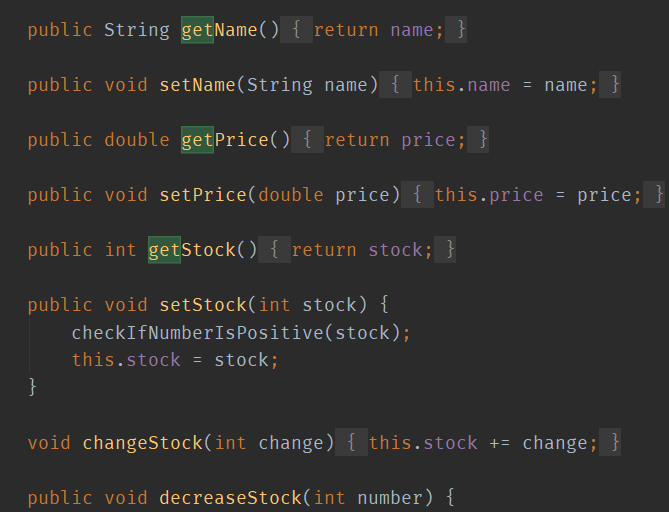 public String getName() { return name; }
public void setName(String name) { this.name = name; }
public double getPrice() { return price; }
public void setPrice(double price) { this.price = price; }
public int getStock() { return stock; }
public void setStock(int stock) {
checkIfNumberIsPositive(stock);
this.stock = stock;
}
void changeStock(int change) { this.stock += change; }
public void decreaseStock(int number) {